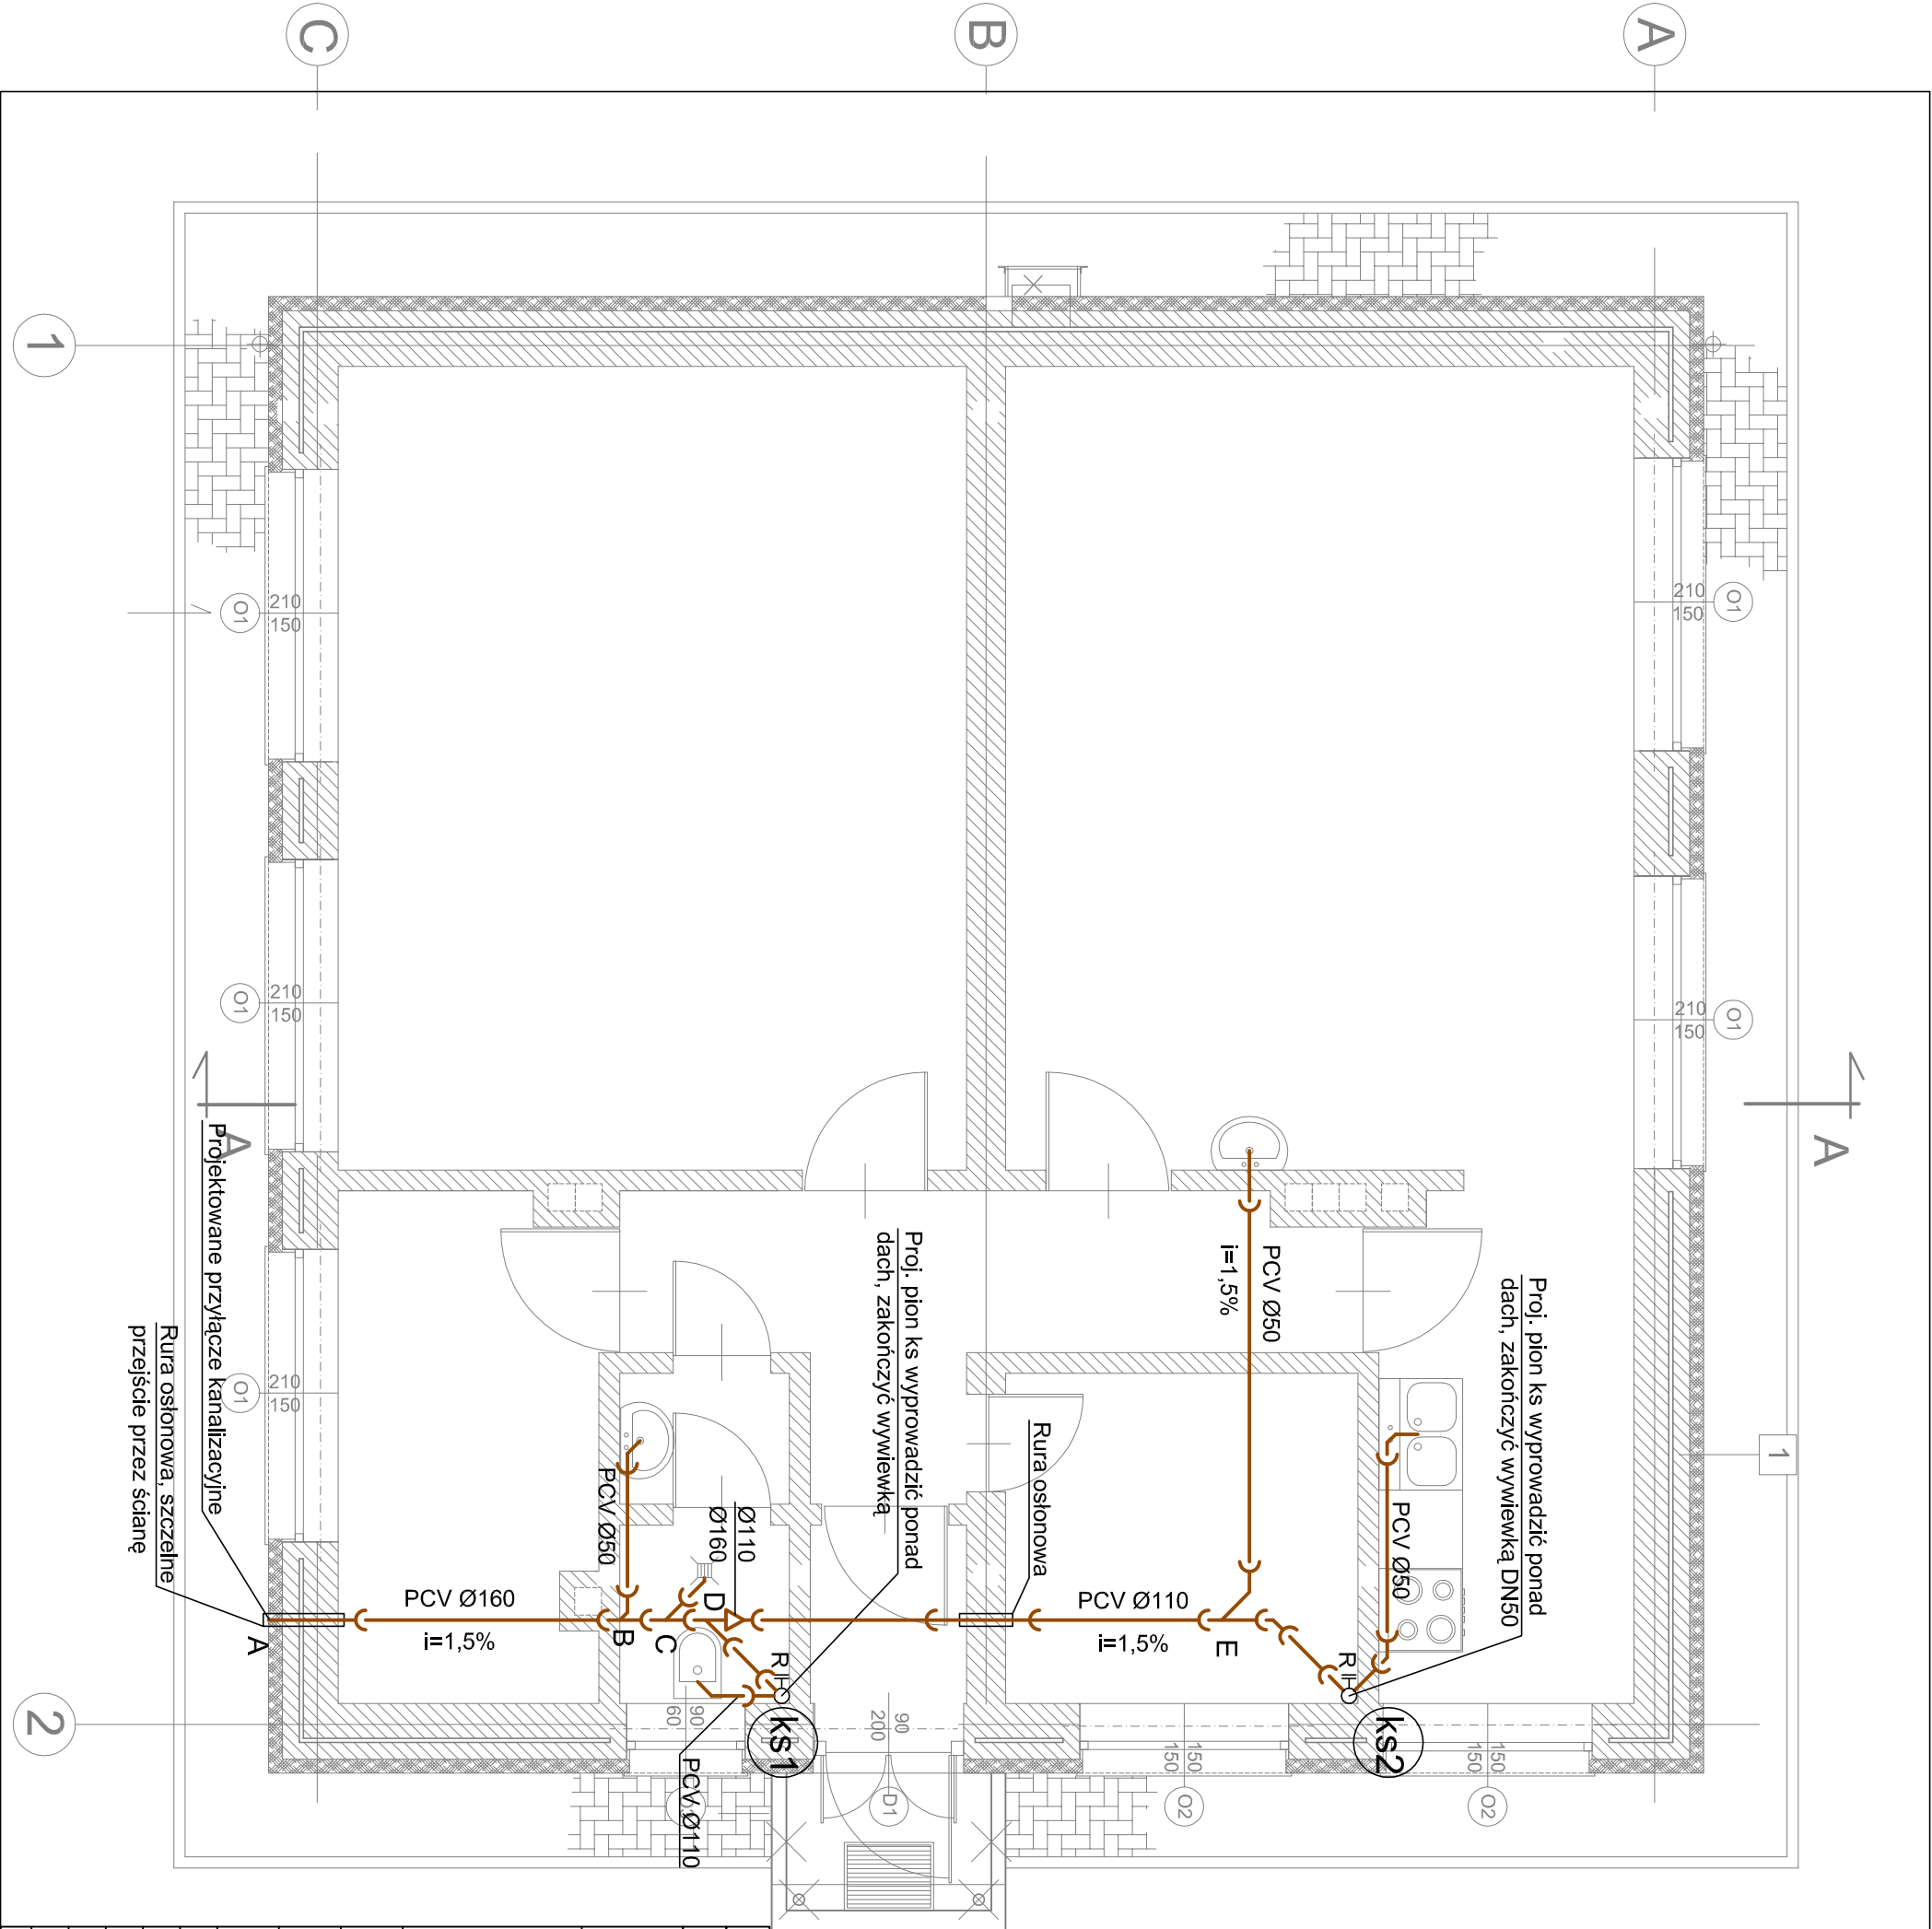 C
B
A
1
2
O1
210
150
O1
210
150
O1
210
150
O1
210
150
O1
210
150
A
A
1
Projektowane przyłącze kanalizacyjne
Rura osłonowa, szczelne
przejście przez ścianę
Proj. pion ks wyprowadzić ponad
dach, zakończyć wywiewką
Proj. pion ks wyprowadzić ponad
dach, zakończyć wywiewką DN50
Rura osłonowa
PCV Ø50
i=1,5%
PCV Ø50
PCV Ø50
Ø110
Ø160
PCV Ø160
i=1,5%
PCV Ø110
i=1,5%
PCV Ø110
A
B
C
D
E
R
R
ks1
ks2
90
60
90
200
150
150
150
150
D1
O2
O2